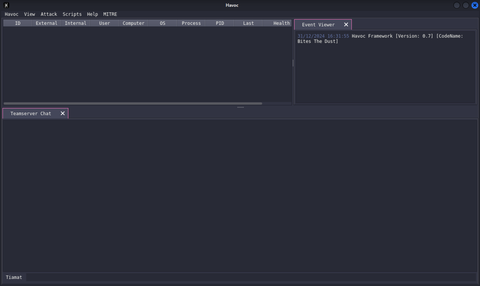 Havoc
Havoc View Attack Scripts Help MITRE
ID External Internal User Computer OS Process PID Last Health
Event Viewer
Havoc Framework [Version: 0.7] [CodeName:
Bites The Dust]
Teamserver Chat
Tiamat